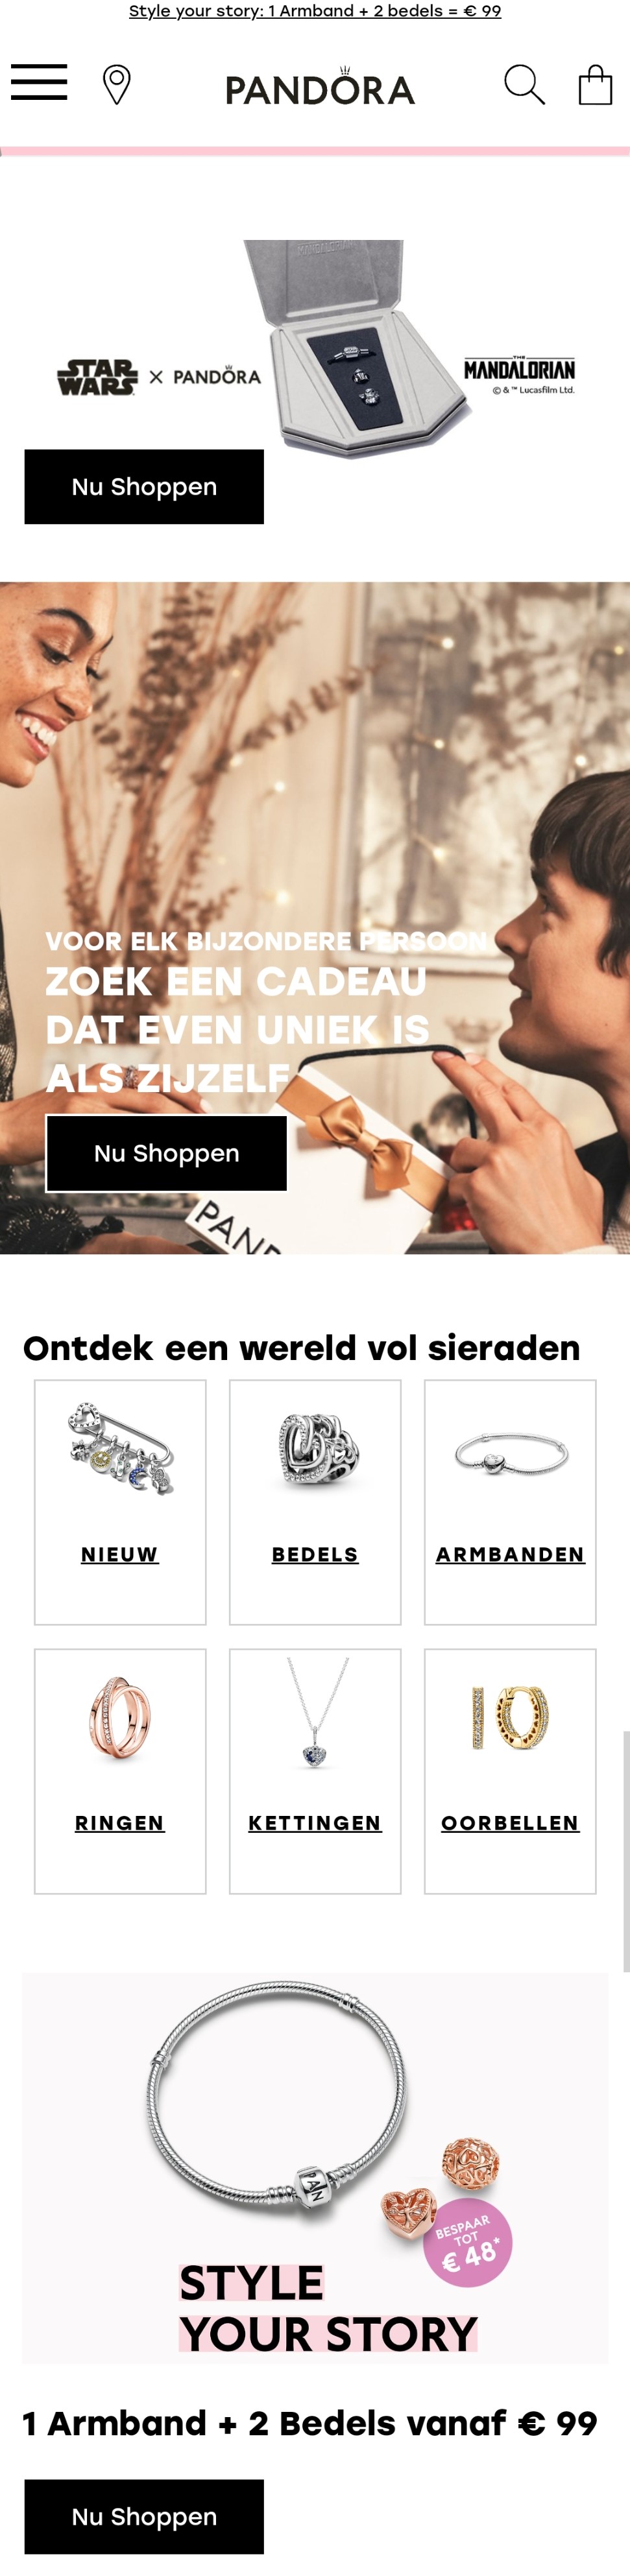 Style your story: 1 Armband + 2 bedels = € 99
PANDORA
MANDALORIAN
STAR
WARS
× PANDORA
THE
MANDALORIAN
© & ™ Lucasfilm Ltd.
Nu Shoppen
VOOR ELK BIJZONDERE PERSOON
ZOEK EEN CADEAU
DAT EVEN UNIEK IS
ALS ZIJZELF
Nu Shoppen
PAN
Ontdek een wereld vol sieraden
NIEUW
BEDELS
ARMBANDEN
RINGEN
KETTINGEN
OORBELLEN
PAN
BESPAAR
TOT
€ 48*
STYLE
YOUR STORY
1 Armband + 2 Bedels vanaf € 99
Nu Shoppen